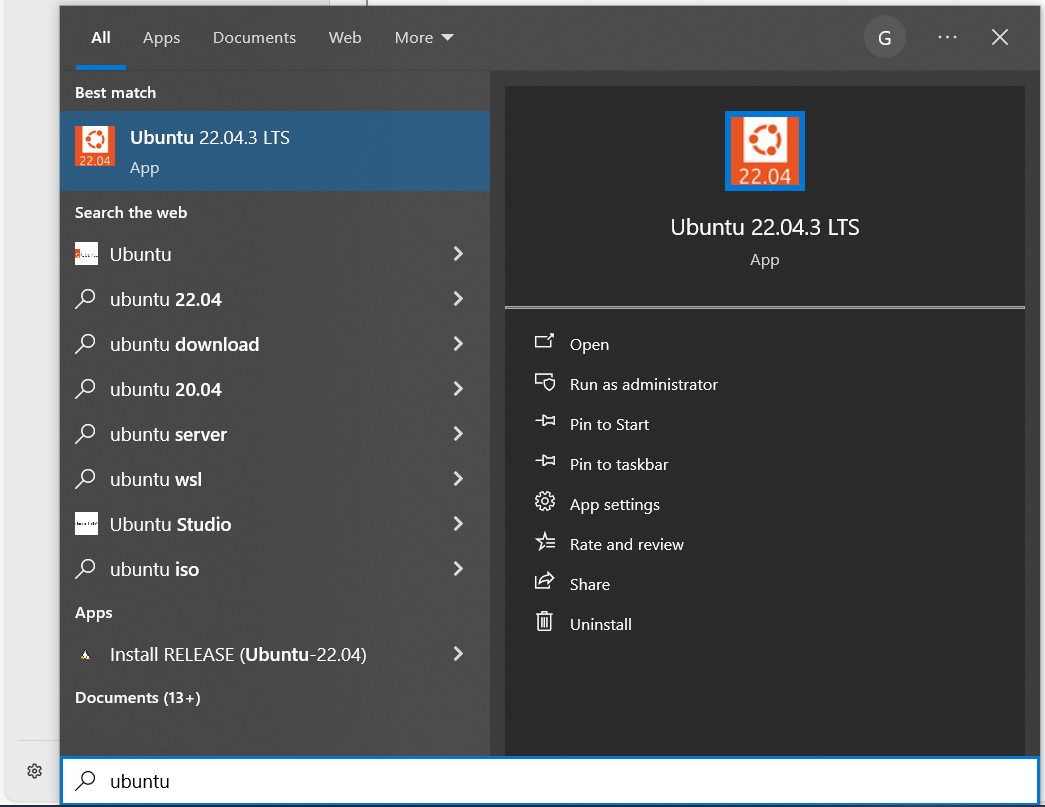 All
Apps
Documents
Web
More
G
Best match
22.04
Ubuntu 22.04.3 LTS
App
Search the web
Ubuntu
ubuntu 22.04
ubuntu download
ubuntu 20.04
ubuntu server
ubuntu wsl
Ubuntu Studio
ubuntu iso
Apps
Install RELEASE (Ubuntu-22.04)
Documents (13+)
22.04
Ubuntu 22.04.3 LTS
App
Open
Run as administrator
Pin to Start
Pin to taskbar
App settings
Rate and review
Share
Uninstall
ubuntu